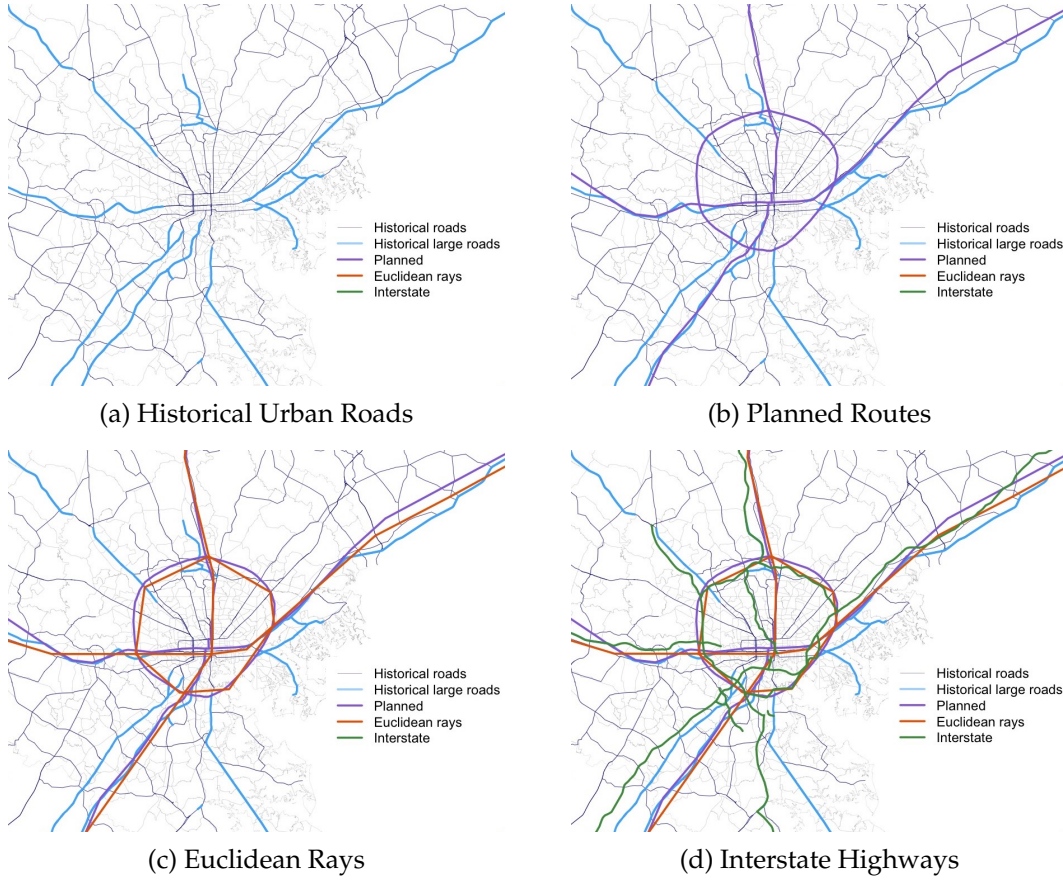 Historical roads
Historical large roads
Planned
Euclidean rays
Interstate
Historical roads
Historical large roads
Planned
Euclidean rays
Interstate
(a) Historical Urban Roads
(b) Planned Routes
Historical roads
Historical large roads
Planned
Euclidean rays
Interstate
Historical roads
Historical large roads
Planned
Euclidean rays
Interstate
(c) Euclidean Rays
(d) Interstate Highways